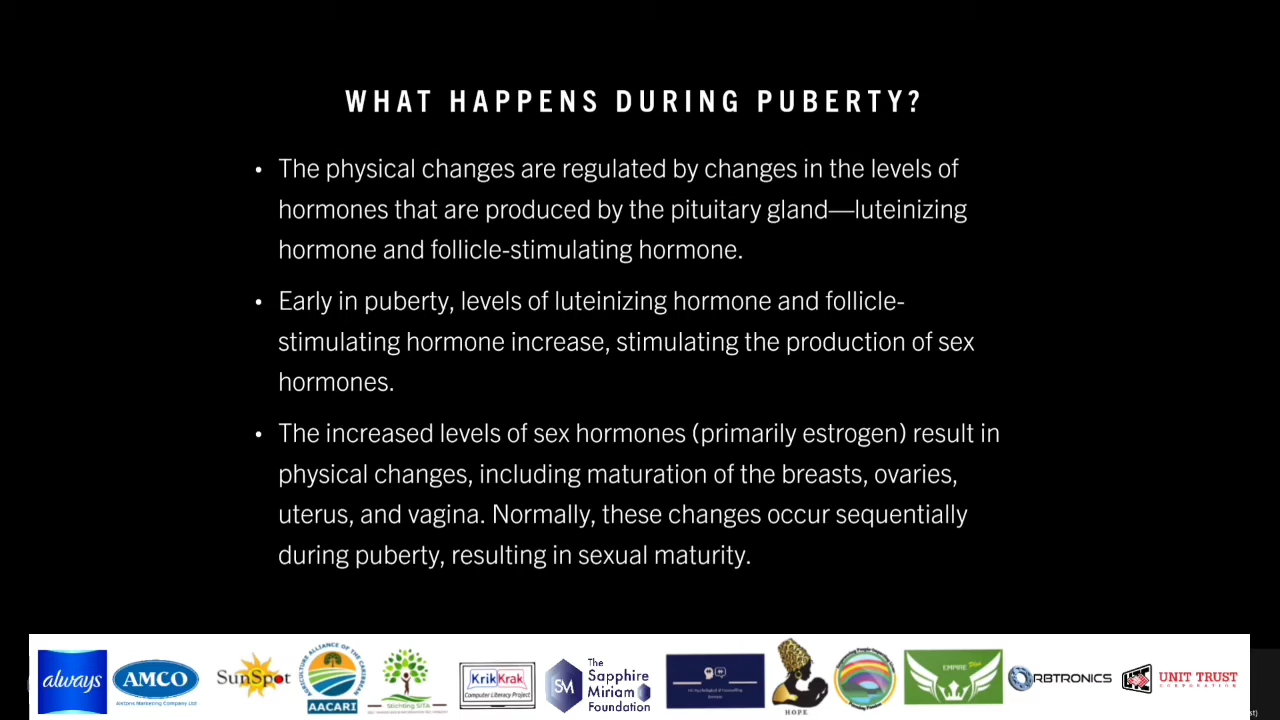 WHAT HAPPENS DURING PUBERTY?
• The physical changes are regulated by changes in the levels of
hormones that are produced by the pituitary gland—luteinizing
hormone and follicle-stimulating hormone.
• Early in puberty, levels of luteinizing hormone and follicle-
stimulating hormone increase, stimulating the production of sex
hormones.
• The increased levels of sex hormones (primarily estrogen) result in
physical changes, including maturation of the breasts, ovaries,
uterus, and vagina. Normally, these changes occur sequentially
during puberty, resulting in sexual maturity.
always
AMCO
SunSpot
AACARI
Stichting SITA
KrikKrak
Computer Literacy Project
SM
The
Sapphire
Miriam
Foundation
H.O.P.E.
EMPIRE
RBTRONICS
UNIT TRUST
CORPORATION